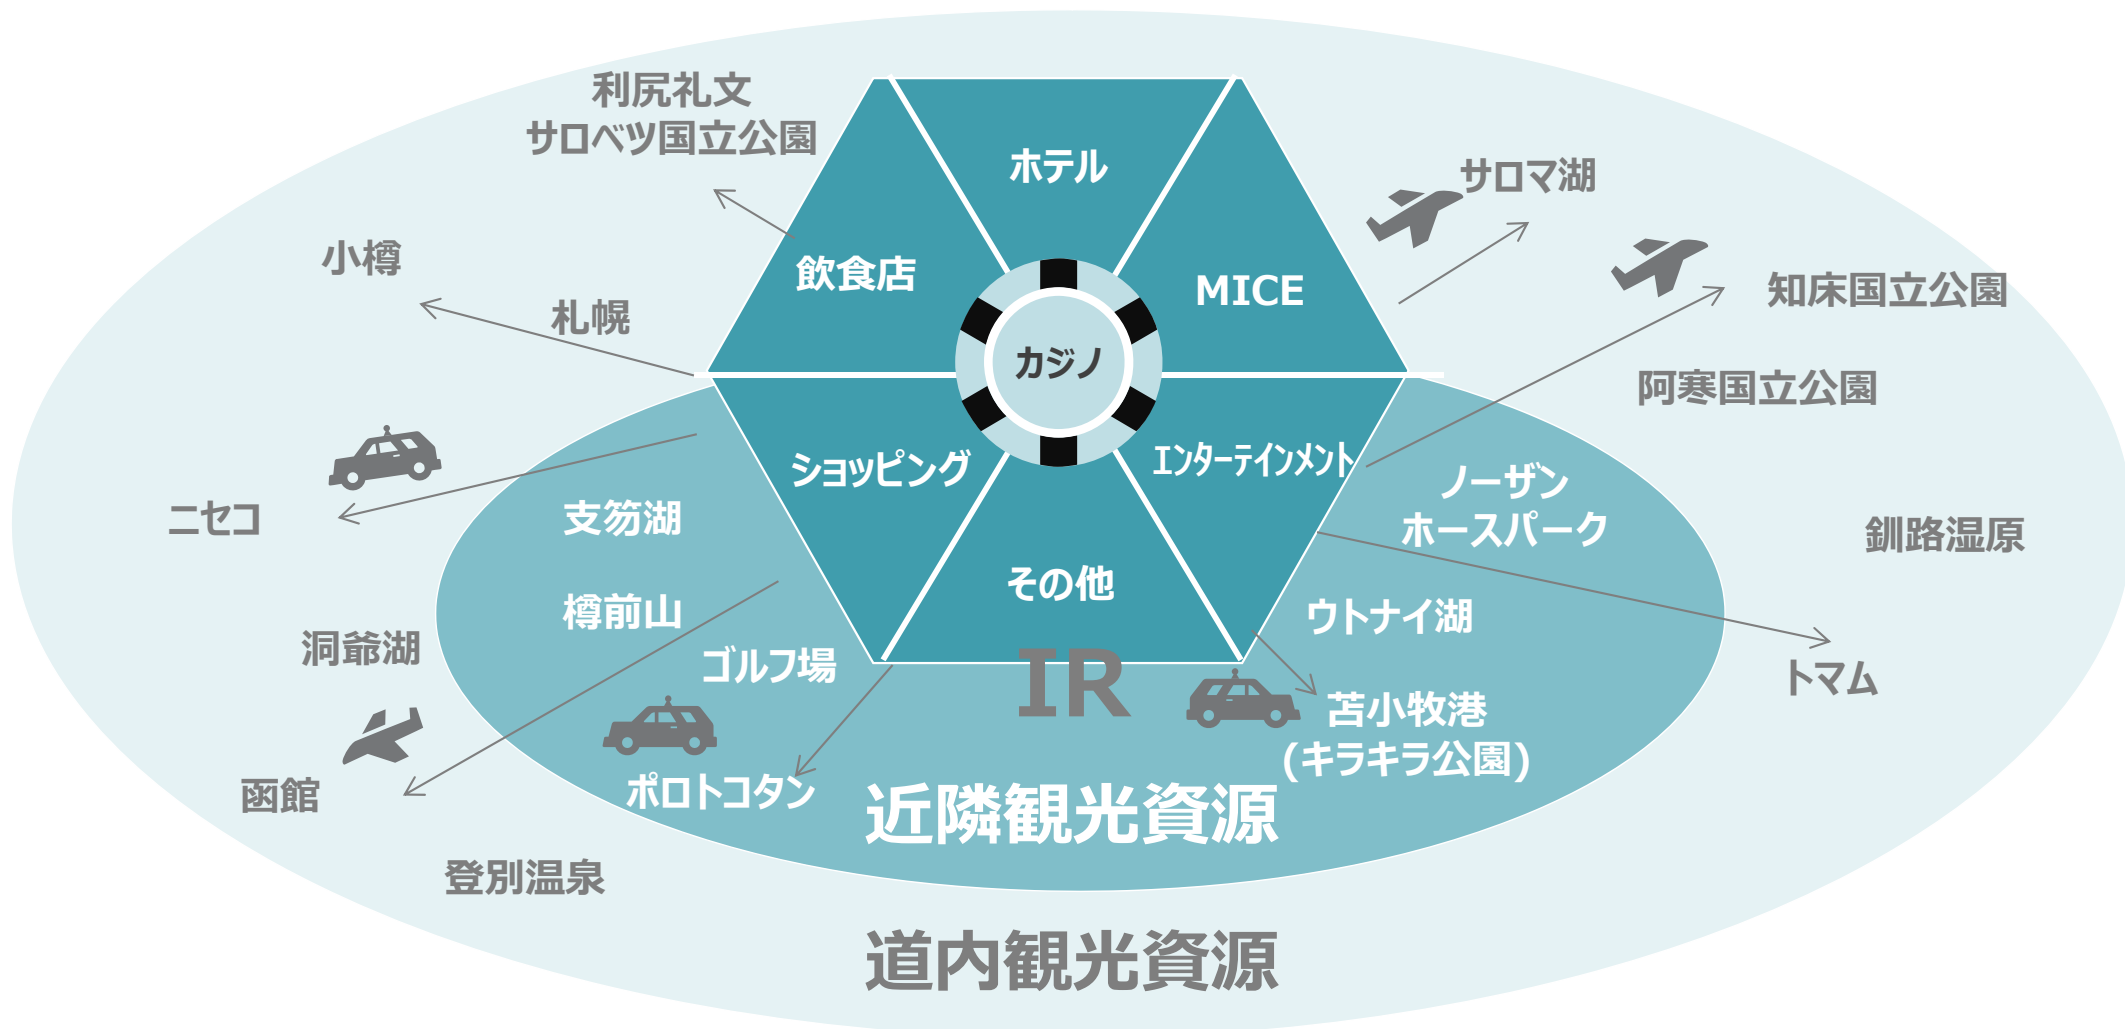 利尻礼文
サロベツ国立公園
ホテル
サロマ湖
小樽
札幌
飲食店
MICE
知床国立公園
カジノ
阿寒国立公園
ショッピング
エンターテインメント
ノーザン
ホースパーク
ニセコ
支笏湖
釧路湿原
その他
樽前山
ウトナイ湖
洞爺湖
ゴルフ場
IR
トマム
苫小牧港
(キラキラ公園)
函館
ポロトコタン
近隣観光資源
登別温泉
道内観光資源